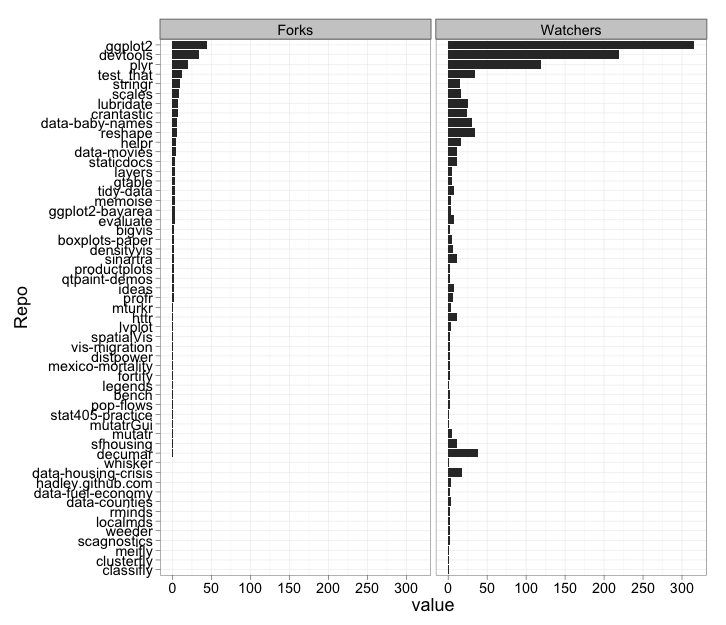 Forks
Watchers
ggplot2
devtools
plyr
test_that
stringr
scales
lubridate
crantastic
data-baby-names
reshape
helpr
data-movies
staticdocs
layers
gtable
tidy-data
memoise
ggplot2-bayarea
evaluate
bigvis
boxplots-paper
densityvis
sinartra
productplots
qtpaint-demos
ideas
profr
mturkr
httr
lvplot
spatialVis
vis-migration
distpower
mexico-mortality
fortify
legends
bench
pop-flows
stat405-practice
mutatrGui
mutatr
sfhousing
decumar
whisker
data-housing-crisis
hadley.github.com
data-fuel-economy
data-counties
rminds
localmds
weeder
scagnostics
meifly
clusterfly
classifly
Repo
0 50 100 150 200 250 300
0 50 100 150 200 250 300
value